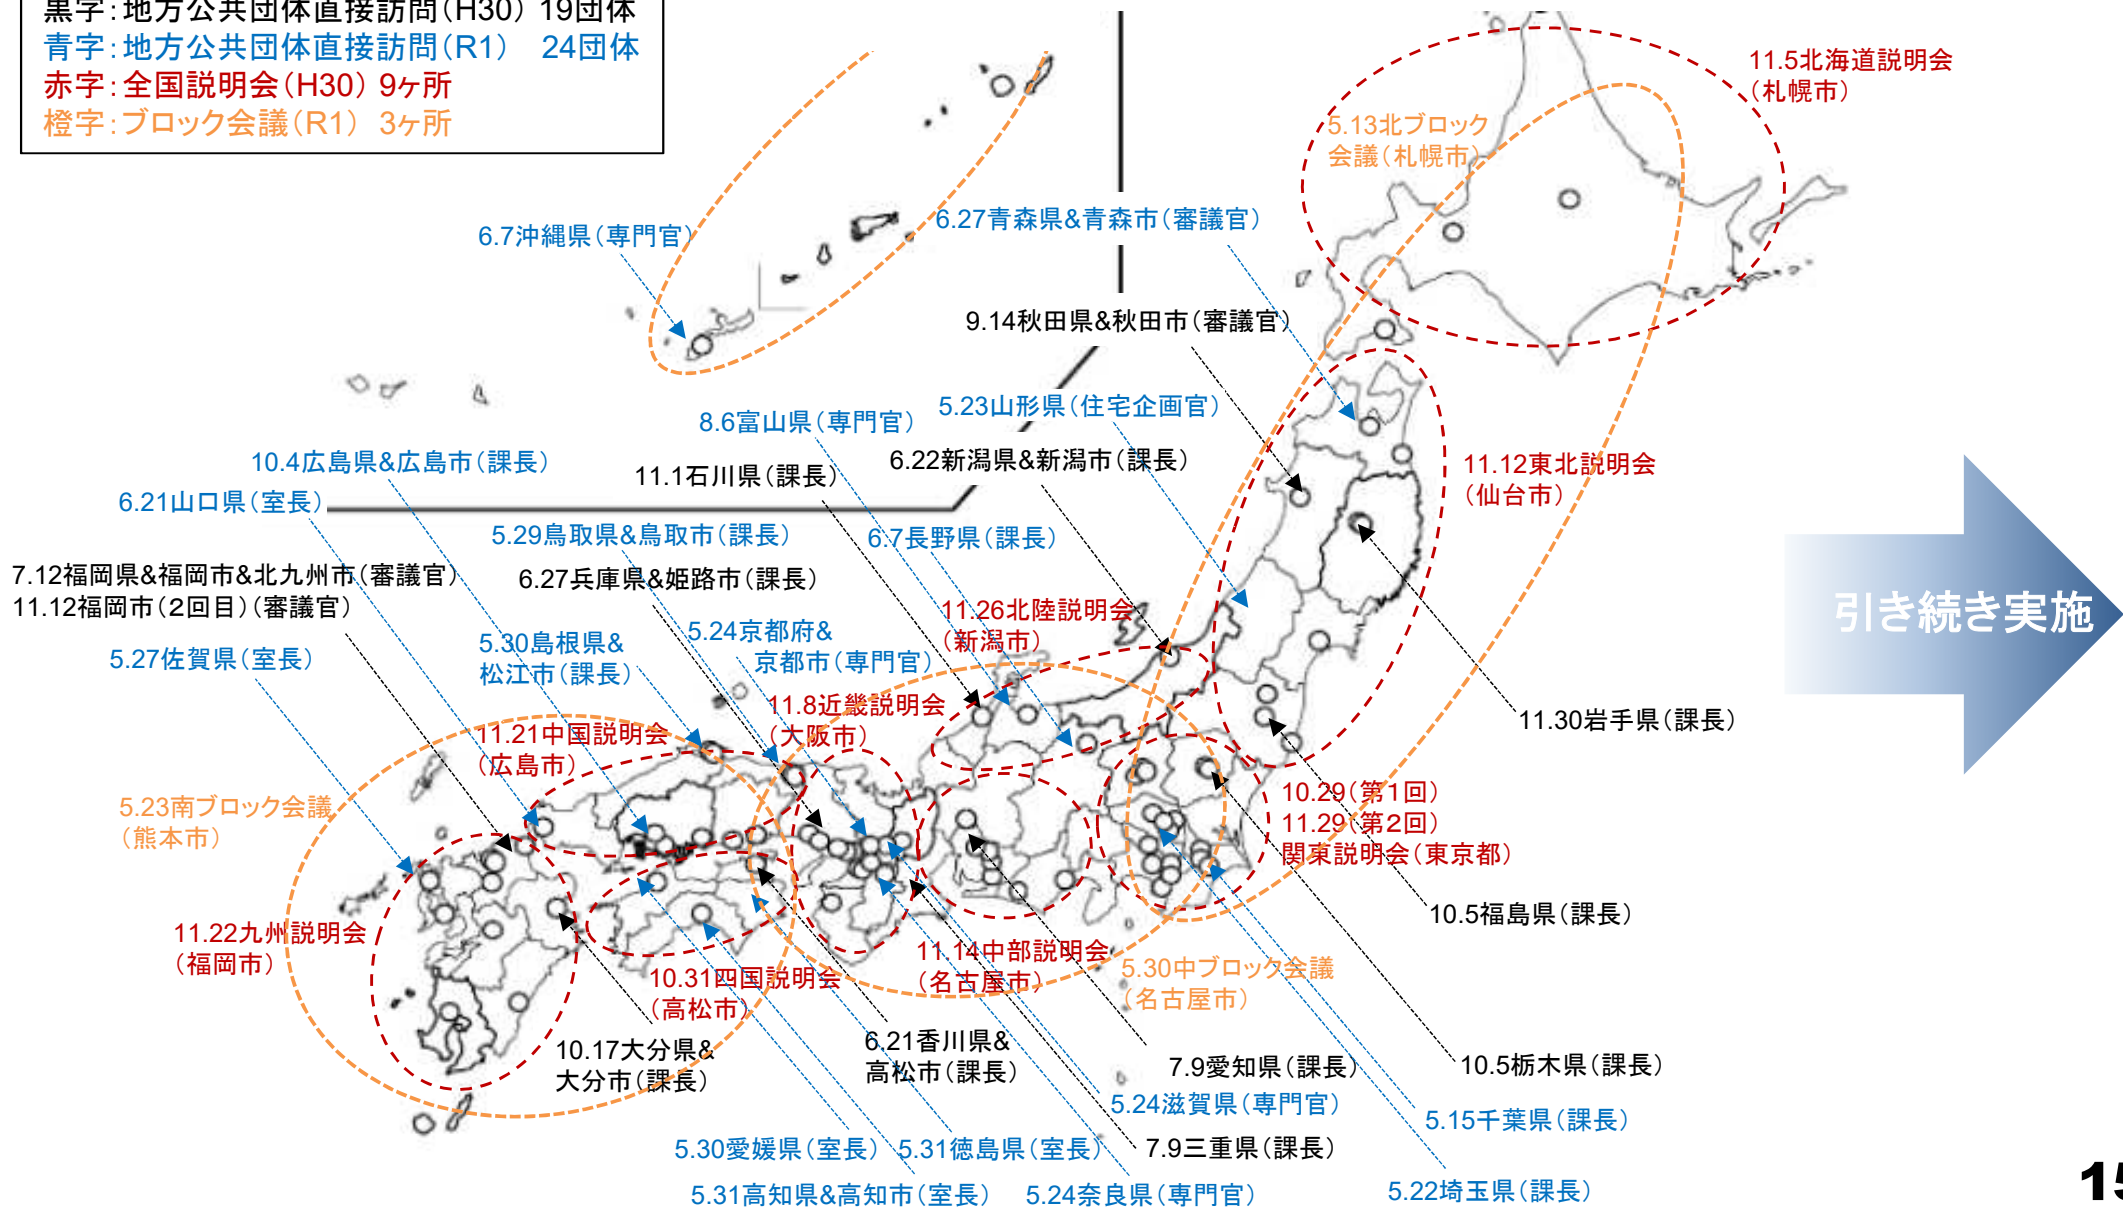 黒字：地方公共団体直接訪問（H30） 19団体
青字：地方公共団体直接訪問（R1）　24団体
赤字：全国説明会（H30） 9ヶ所
橙字：ブロック会議（R1） 3ヶ所
11.5北海道説明会
（札幌市）
5.13北ブロック
会議（札幌市）
6.7沖縄県（専門官）
6.27青森県&青森市（審議官）
9.14秋田県&秋田市（審議官）
8.6富山県（専門官）
5.23山形県（住宅企画官）
10.4広島県&広島市（課長）
11.1石川県（課長）
6.22新潟県&新潟市（課長）
11.12東北説明会
（仙台市）
6.21山口県（室長）
5.29鳥取県&鳥取市（課長）
6.7長野県（課長）
7.12福岡県&福岡市&北九州市（審議官）
11.12福岡市（2回目）（審議官）
6.27兵庫県&姫路市（課長）
11.26北陸説明会
（新潟市）
引き続き実施
5.30島根県&
松江市（課長）
5.24京都府&
京都市（専門官）
5.27佐賀県（室長）
11.8近畿説明会
（大阪市）
11.21中国説明会
（広島市）
11.30岩手県（課長）
5.23南ブロック会議
（熊本市）
10.29（第1回）
11.29（第2回）
関東説明会（東京都）
10.5福島県（課長）
11.22九州説明会
（福岡市）
10.31四国説明会
（高松市）
11.14中部説明会
（名古屋市）
5.30中ブロック会議
（名古屋市）
10.17大分県&
大分市（課長）
6.21香川県&
高松市（課長）
7.9愛知県（課長）
10.5栃木県（課長）
5.24滋賀県（専門官）
5.15千葉県（課長）
5.30愛媛県（室長）
5.31徳島県（室長）
7.9三重県（課長）
5.31高知県&高知市（室長）
5.24奈良県（専門官）
5.22埼玉県（課長）
15